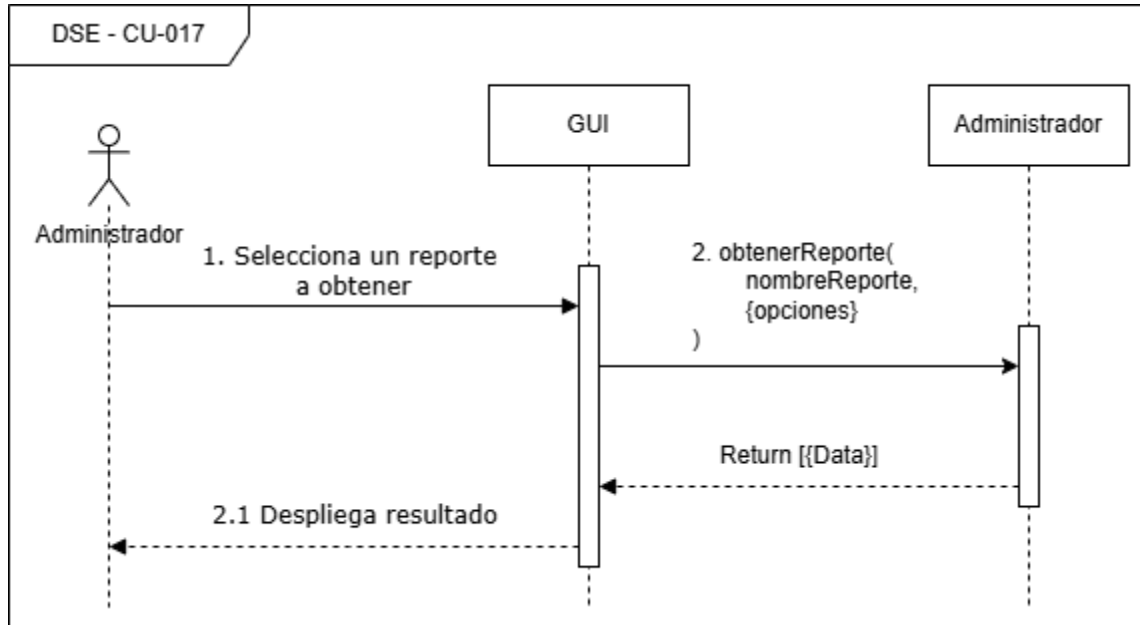 DSE - CU-017
GUI
Administrador
Administrador
1. Selecciona un reporte
a obtener
2. obtenerReporte(
nombreReporte,
{opciones}
)
Return [{Data}]
2.1 Despliega resultado